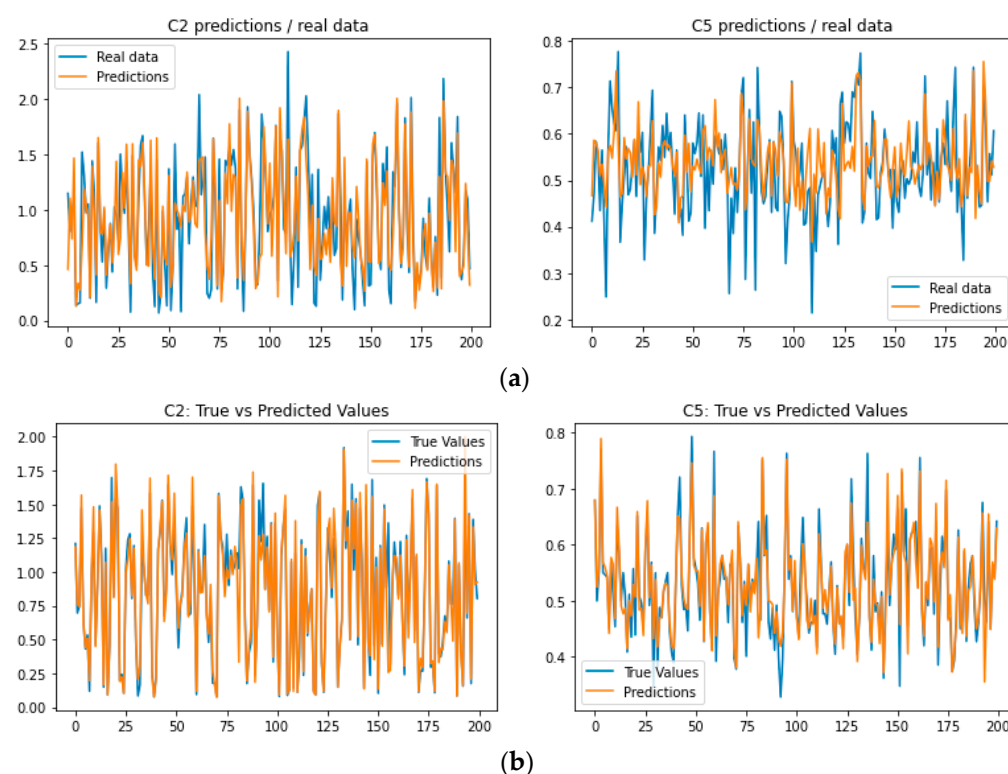 C2 predictions / real data
2.5
2.0
1.5
1.0
0.5
0.0
0 25 50 75 100 125 150 175 200
Real data
Predictions
C5 predictions / real data
0.8
0.7
0.6
0.5
0.4
0.3
0.2
0 25 50 75 100 125 150 175 200
Real data
Predictions
(a)
C2: True vs Predicted Values
2.00
1.75
1.50
1.25
1.00
0.75
0.50
0.25
0.00
0 25 50 75 100 125 150 175 200
True Values
Predictions
C5: True vs Predicted Values
0.8
0.7
0.6
0.5
0.4
0 25 50 75 100 125 150 175 200
True Values
Predictions
(b)